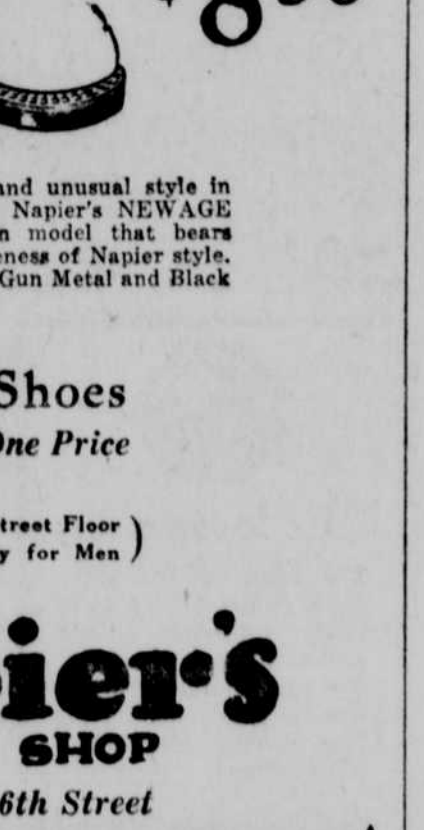 and unusual style in
Napier's NEWAGE
n model that bears
eness of Napier style.
Gun Metal and Black
Shoes
One Price
treet Floor )
y for Men )
ier's
SHOP
6th Street